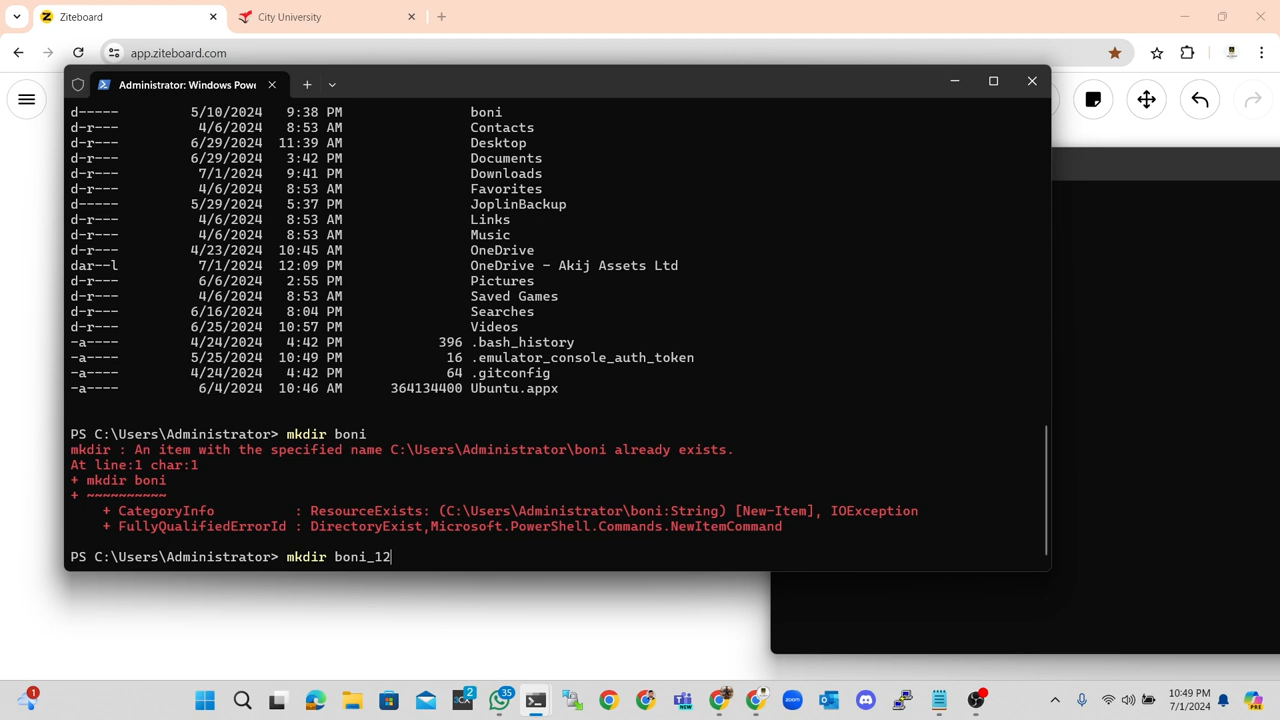 Ziteboard
City University
app.ziteboard.com
Administrator: Windows Powe
d----- 5/10/2024 9:38 PM boni
d-r--- 4/6/2024 8:53 AM Contacts
d-r--- 6/29/2024 11:39 AM Desktop
d-r--- 6/29/2024 3:42 PM Documents
d-r--- 7/1/2024 9:41 PM Downloads
d-r--- 4/6/2024 8:53 AM Favorites
d----- 5/29/2024 5:37 PM JoplinBackup
d-r--- 4/6/2024 8:53 AM Links
d-r--- 4/6/2024 8:53 AM Music
d-r--- 4/23/2024 10:45 AM OneDrive
dar--l 7/1/2024 12:09 PM OneDrive - Akij Assets Ltd
d-r--- 6/6/2024 2:55 PM Pictures
d-r--- 4/6/2024 8:53 AM Saved Games
d-r--- 6/16/2024 8:04 PM Searches
d-r--- 6/25/2024 10:57 PM Videos
-a---- 4/24/2024 4:42 PM 396 .bash_history
-a---- 5/25/2024 10:49 PM 16 .emulator_console_auth_token
-a---- 4/24/2024 4:42 PM 64 .gitconfig
-a---- 6/4/2024 10:46 AM 364134400 Ubuntu.appx
PS C:\Users\Administrator> mkdir boni
mkdir : An item with the specified name C:\Users\Administrator\boni already exists.
At line:1 char:1
+ mkdir boni
+ ~~~~~~~~~~
+ CategoryInfo : ResourceExists: (C:\Users\Administrator\boni:String) [New-Item], IOException
+ FullyQualifiedErrorId : DirectoryExist,Microsoft.PowerShell.Commands.NewItemCommand
PS C:\Users\Administrator> mkdir boni_12
1
3CX
2
35
NEW
10:49 PM
7/1/2024
PRE